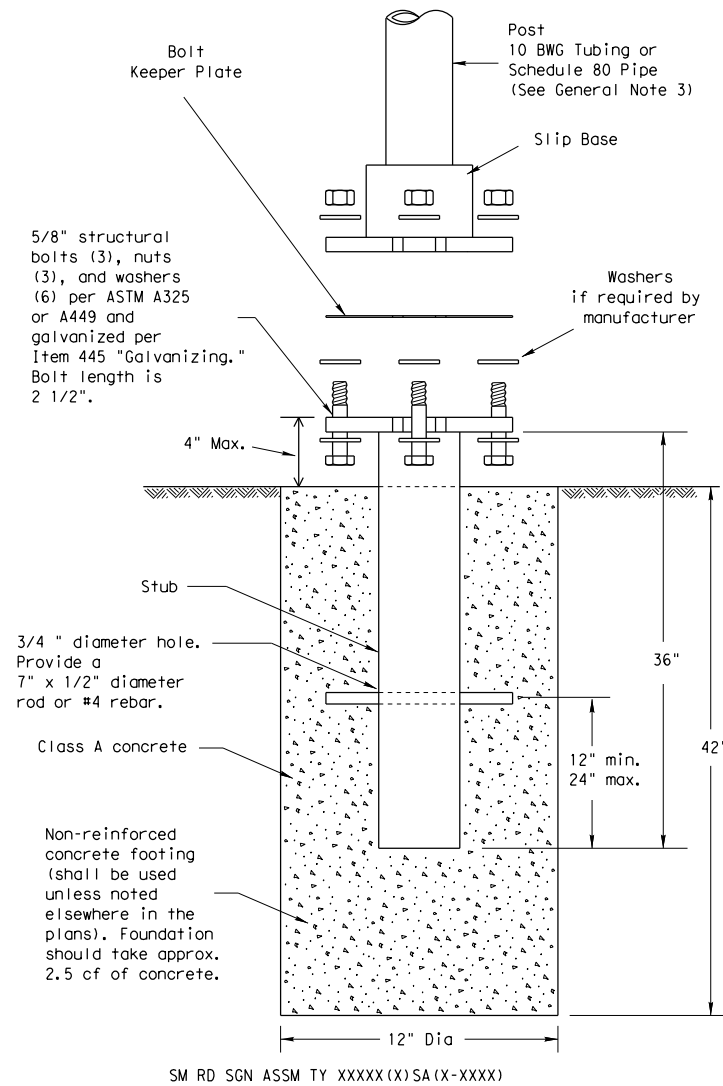 Bolt
Keeper Plate
Post
10 BWG Tubing or
Schedule 80 Pipe
(See General Note 3)
Slip Base
5/8" structural
bolts (3), nuts
(3), and washers
(6) per ASTM A325
or A449 and
galvanized per
Item 445 "Galvanizing."
Bolt length is
2 1/2".
Washers
if required by
manufacturer
4" Max.
Stub
3/4 " diameter hole.
Provide a
7" x 1/2" diameter
rod or #4 rebar.
36"
Class A concrete
12" min.
24" max.
42"
Non-reinforced
concrete footing
(shall be used
unless noted
elsewhere in the
plans). Foundation
should take approx.
2.5 cf of concrete.
12" Dia
SM RD SGN ASSM TY XXXXX(X)SA(X-XXXX)